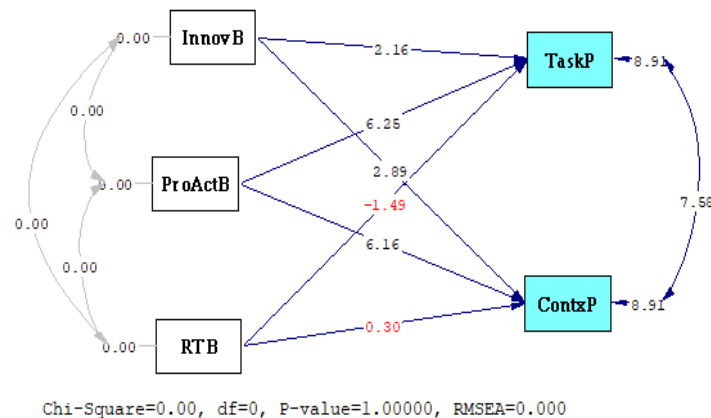 0.00
InnovB
2.16
TaskP
8.91
0.00
6.25
0.00
ProActB
2.89
-1.49
7.58
0.00
6.16
0.00
0.30
ContxP
8.91
0.00
RTB
Chi-Square=0.00, df=0, P-value=1.00000, RMSEA=0.000